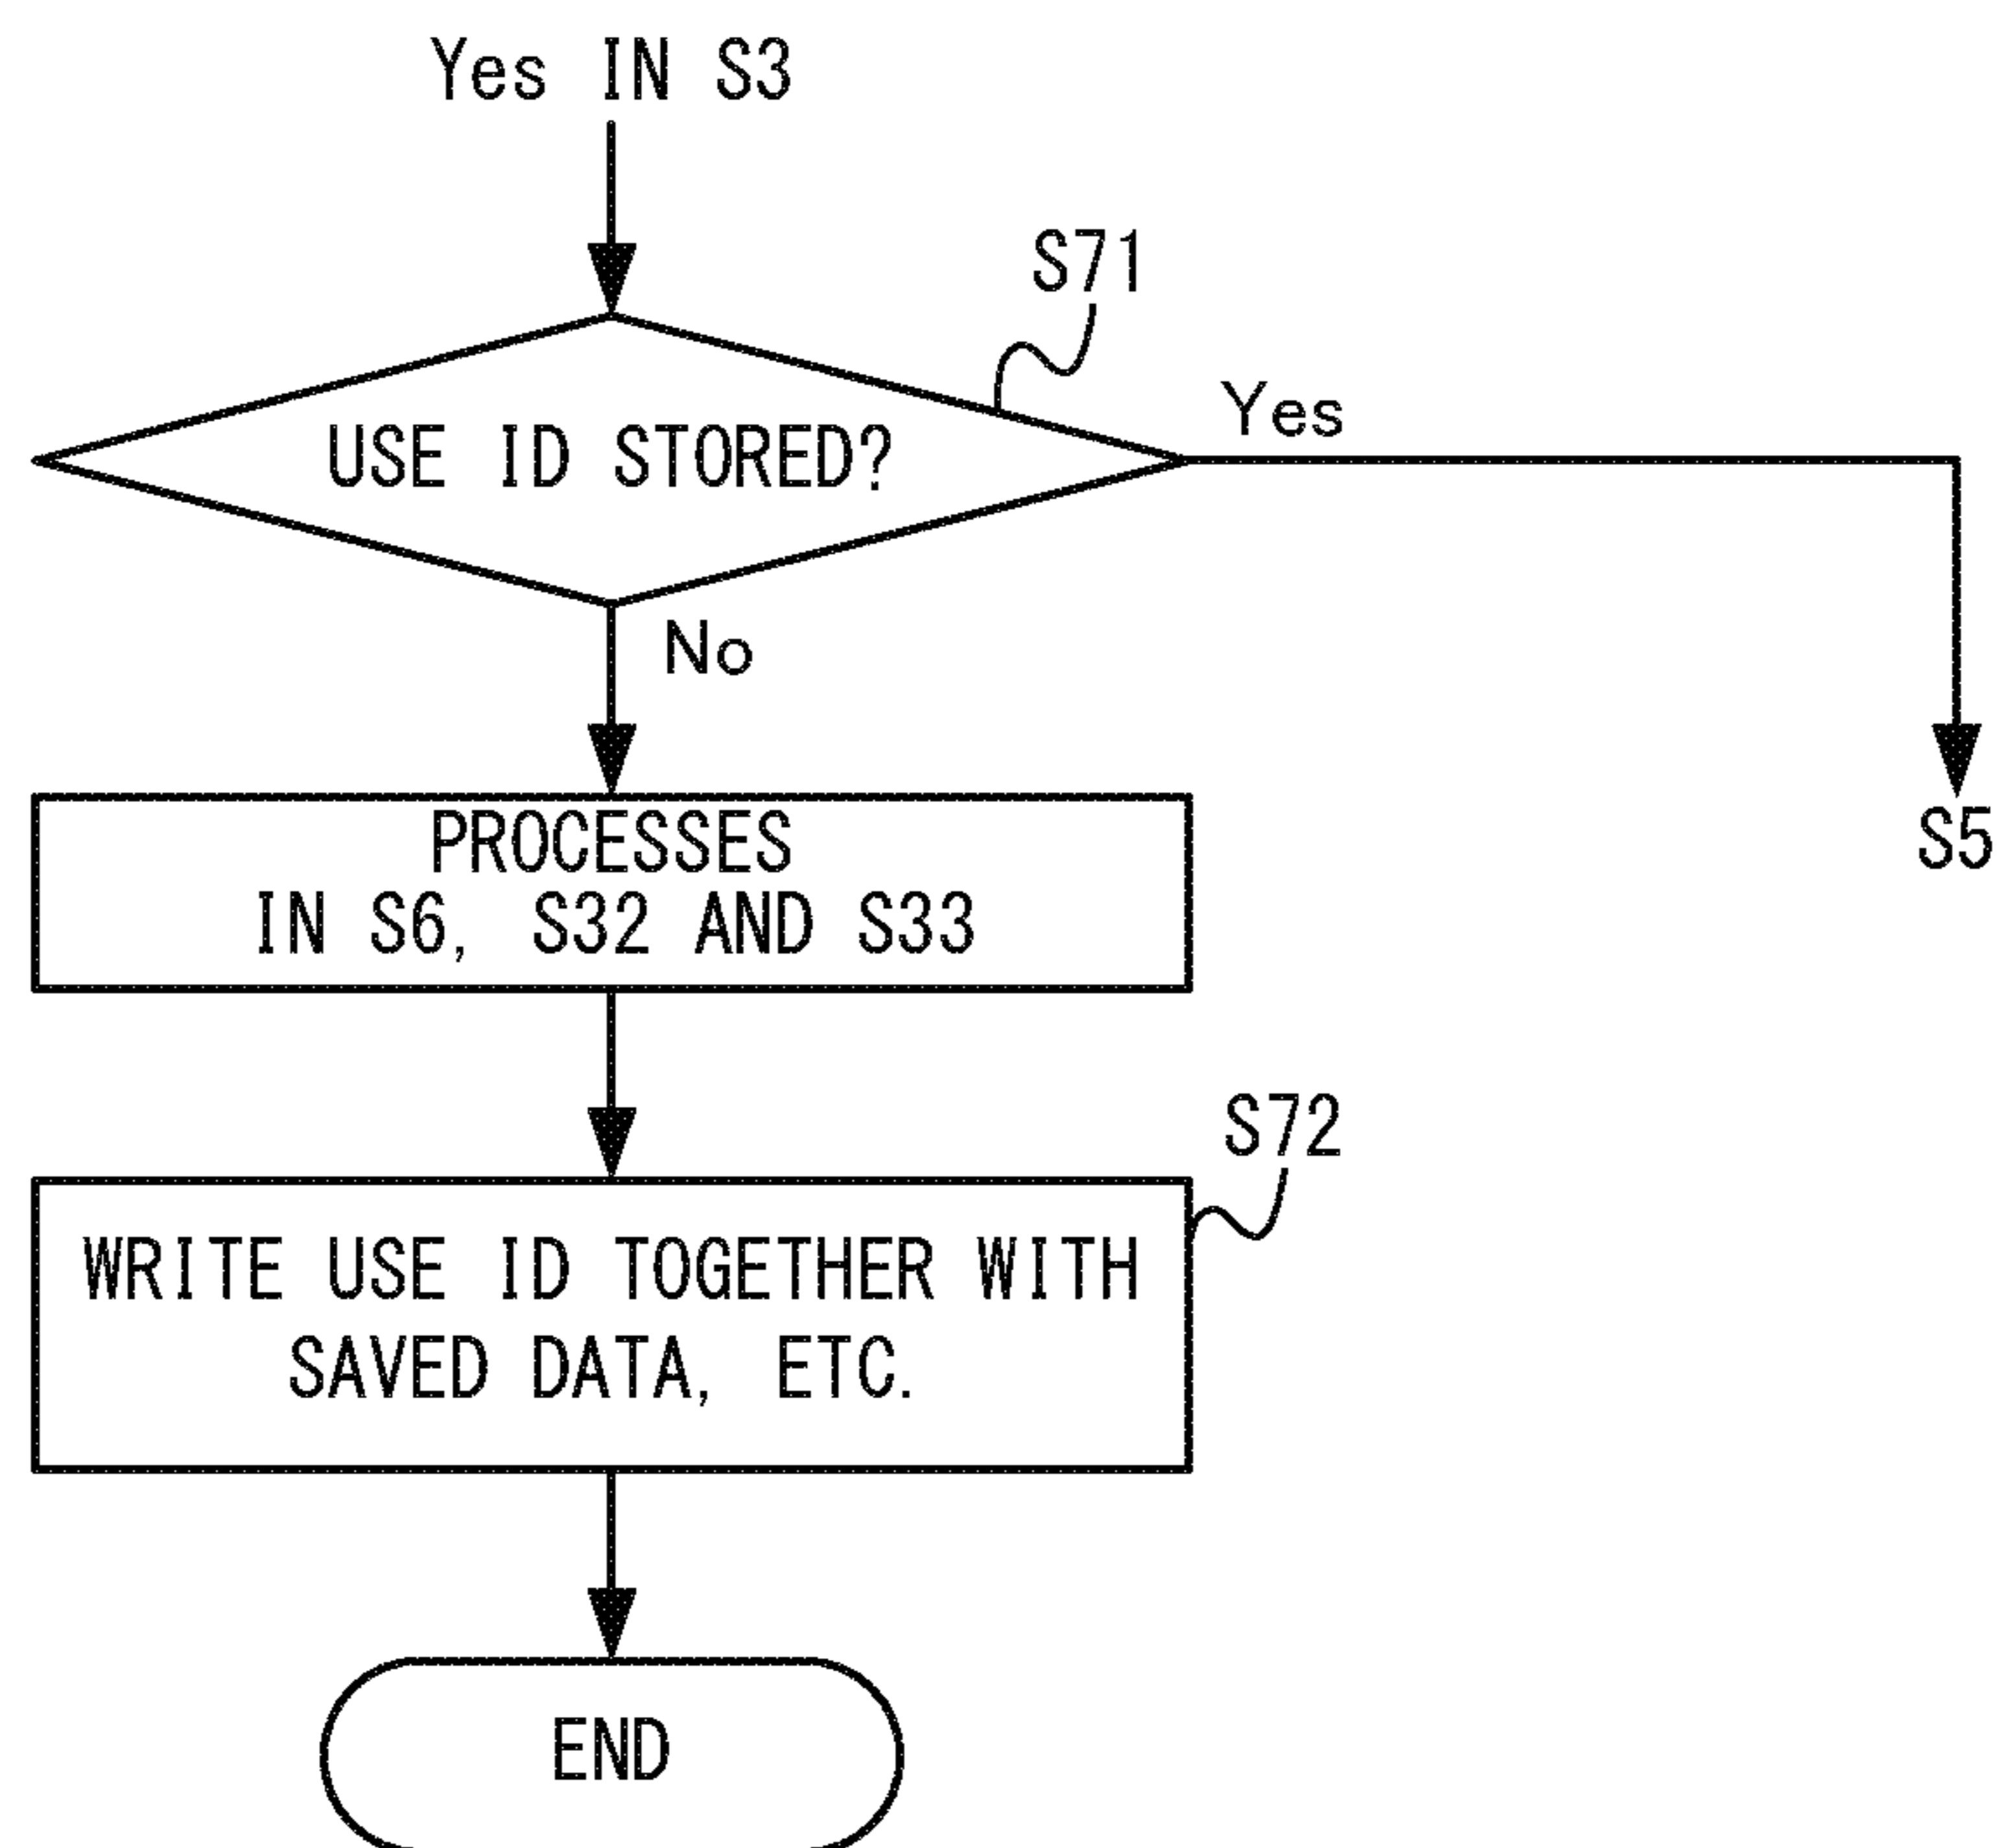 Yes IN S3
S71
USE ID STORED?
Yes
No
PROCESSES
IN S6, S32 AND S33
S5
S72
WRITE USE ID TOGETHER WITH
SAVED DATA, ETC.
END